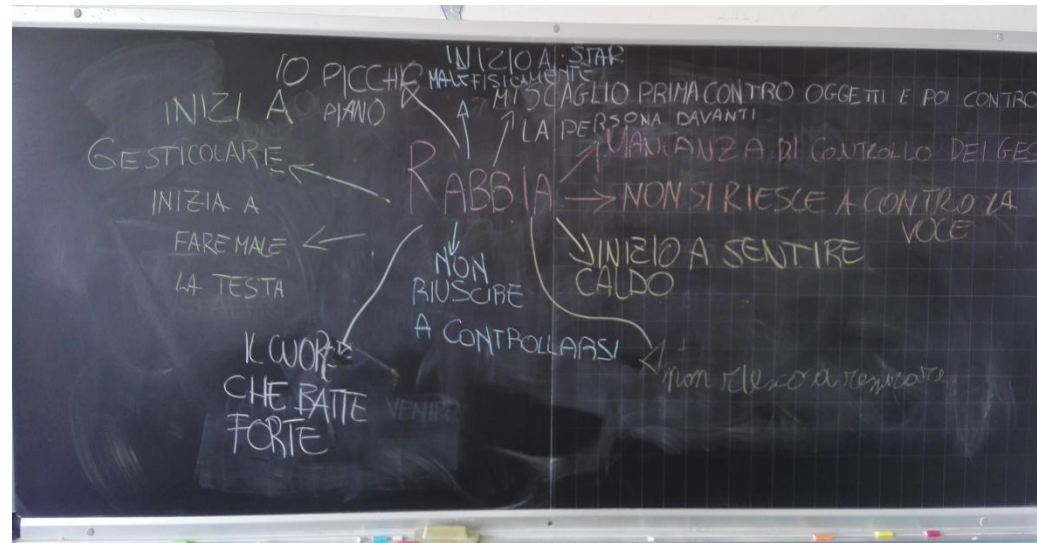 INIZIO A STAR
MALE FISICAMENTE
IO PICCHIO
PIANO
MI SCAGLIO PRIMA CONTRO OGGETTI E POI CONTRO
LA PERSONA DAVANTI
INIZI A
GESTICOLARE
MANCANZA DI CONTROLLO DEI GES
RABBIA
NON SI RIESCE A CONTRO LA
VOCE
INIZIA A
FARE MALE
LA TESTA
INIZIO A SENTIRE
CALDO
NON
RIUSCIRE
A CONTROLLARSI
IL CUORE
CHE BATTE
FORTE
VENIRE
non riesco a respirare